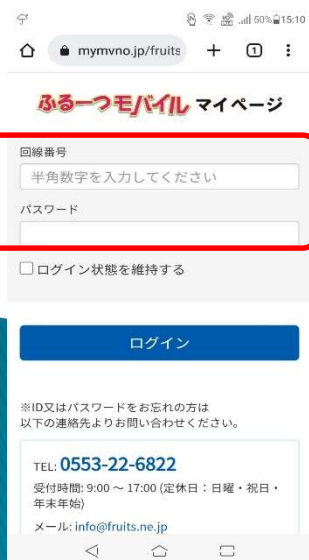 50% 15:10
mymvno.jp/fruits
1
ふるーつモバイル マイページ
回線番号
半角数字を入力してください
パスワード
ログイン状態を維持する
ログイン
※ID又はパスワードをお忘れの方は
以下の連絡先よりお問い合わせください。
TEL: 0553-22-6822
受付時間: 9:00 ~ 17:00 (定休日：日曜・祝日・
年末年始)
メール: info@fruits.ne.jp